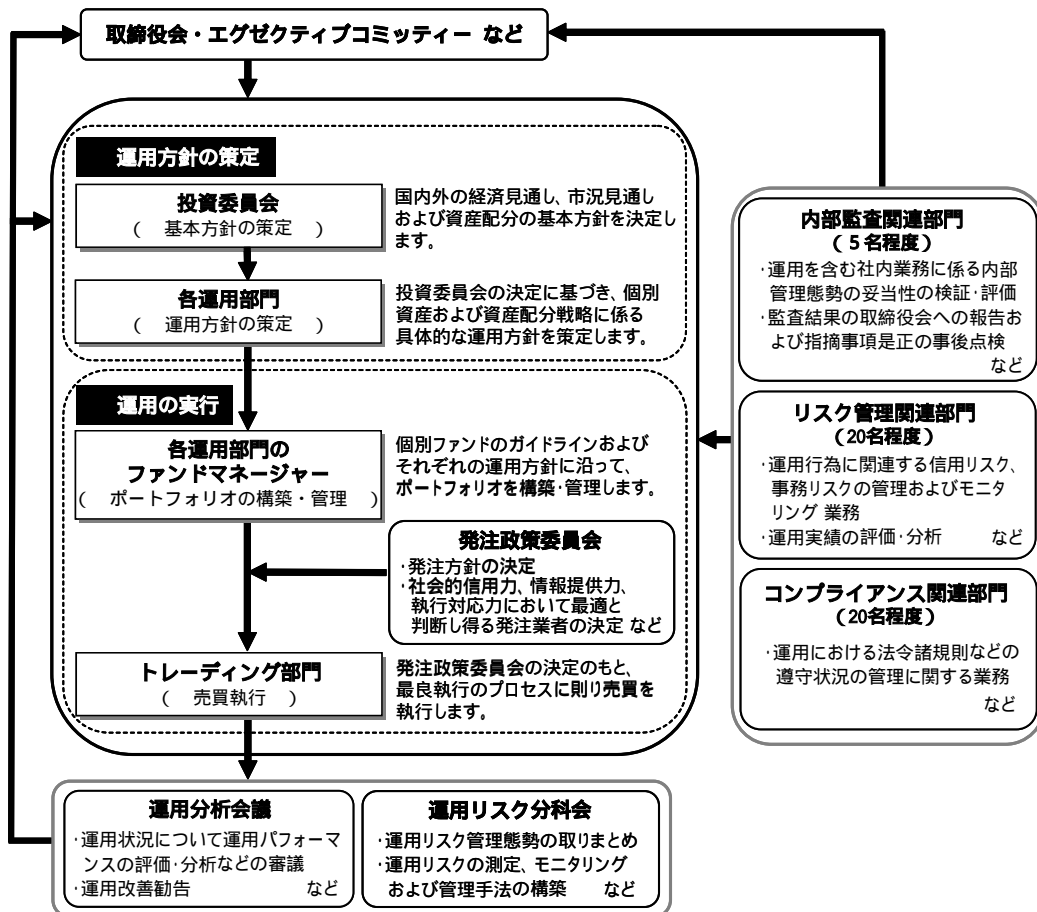 取締役会・エグゼクティブコミッティー など
運用方針の策定
投資委員会
( 基本方針の策定 )
国内外の経済見通し、市況見通し
および資産配分の基本方針を決定し
ます。
各運用部門
( 運用方針の策定 )
投資委員会の決定に基づき、個別
資産および資産配分戦略に係る
具体的な運用方針を策定します。
運用の実行
各運用部門の
ファンドマネージャー
( ポートフォリオの構築・管理 )
個別ファンドのガイドラインおよび
それぞれの運用方針に沿って、
ポートフォリオを構築・管理します。
発注政策委員会
・発注方針の決定
・社会的信用力、情報提供力、
執行対応力において最適と
判断し得る発注業者の決定 など
トレーディング部門
( 売買執行 )
発注政策委員会の決定のもと、
最良執行のプロセスに則り売買を
執行します。
運用分析会議
・運用状況について運用パフォーマ
ンスの評価・分析などの審議
・運用改善勧告 など
運用リスク分科会
・運用リスク管理態勢の取りまとめ
・運用リスクの測定、モニタリング
および管理手法の構築 など
内部監査関連部門
(5名程度)
・運用を含む社内業務に係る内部
管理態勢の妥当性の検証・評価
・監査結果の取締役会への報告お
よび指摘事項是正の事後点検
など
リスク管理関連部門
(20名程度)
・運用行為に関連する信用リスク、
事務リスクの管理およびモニタ
リング 業務
・運用実績の評価・分析 など
コンプライアンス関連部門
(20名程度)
・運用における法令諸規則などの
遵守状況の管理に関する業務
など